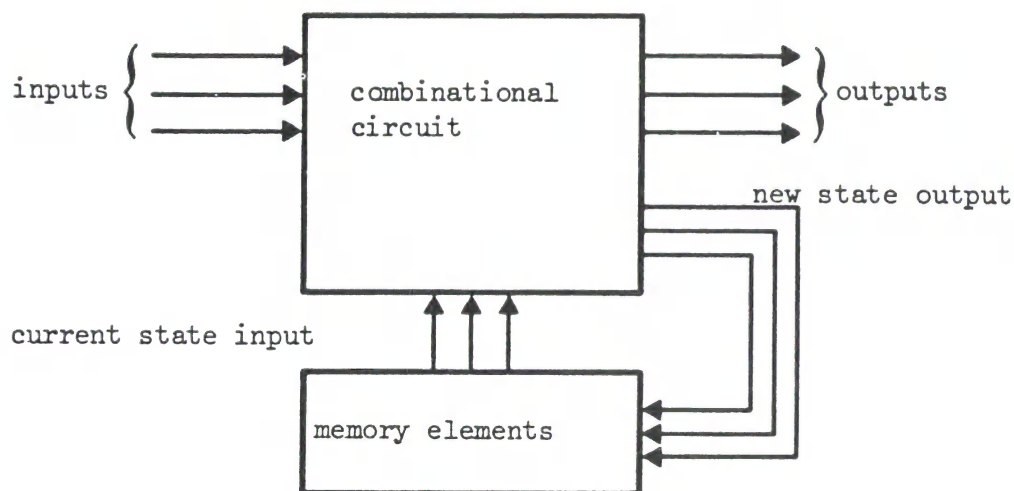 inputs
combinational
circuit
outputs
new state output
current state input
memory elements